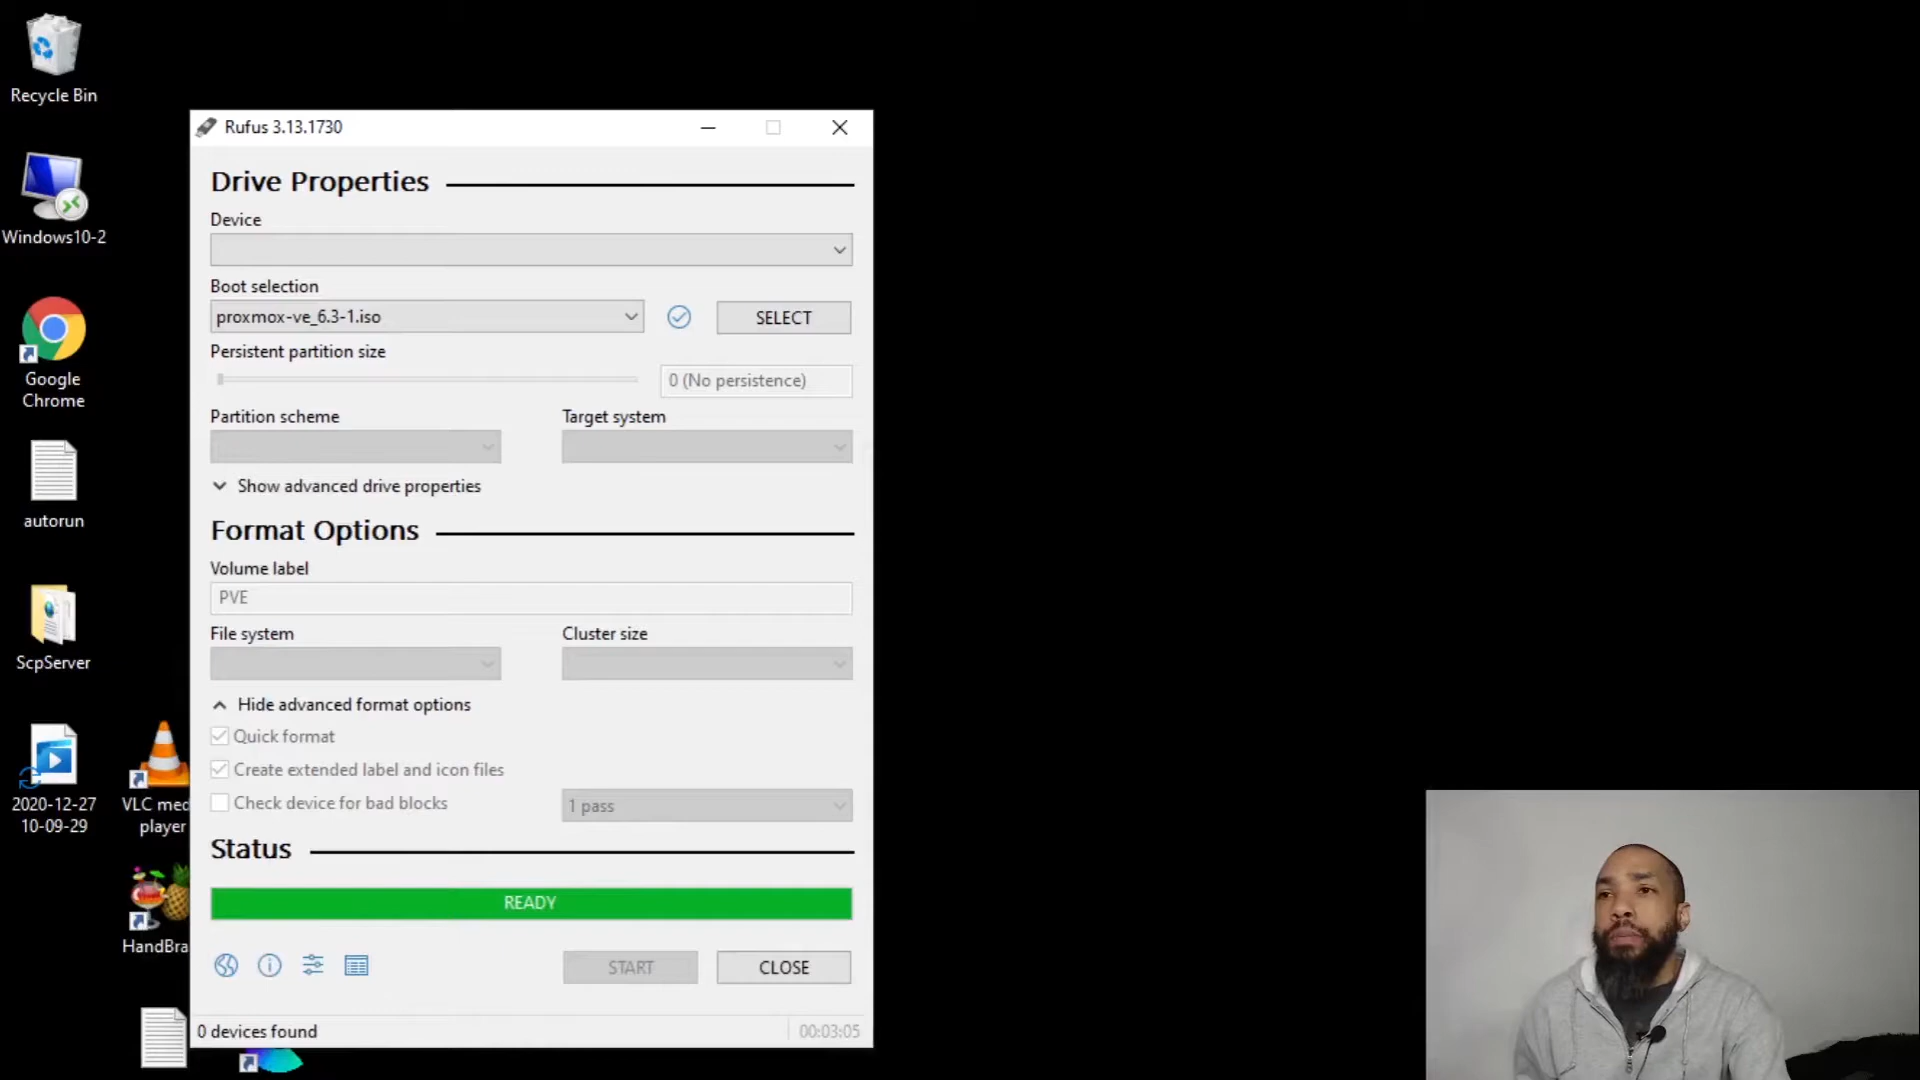 Recycle Bin
Windows10-2
Google
Chrome
autorun
ScpServer
2020-12-27
10-09-29
VLC med
player
HandBra
Rufus 3.13.1730
Drive Properties
Device
Boot selection
proxmox-ve_6.3-1.iso
SELECT
Persistent partition size
0 (No persistence)
Partition scheme
Target system
Show advanced drive properties
Format Options
Volume label
PVE
File system
Cluster size
Hide advanced format options
Quick format
Create extended label and icon files
Check device for bad blocks
1 pass
Status
READY
START
CLOSE
0 devices found
00:03:05